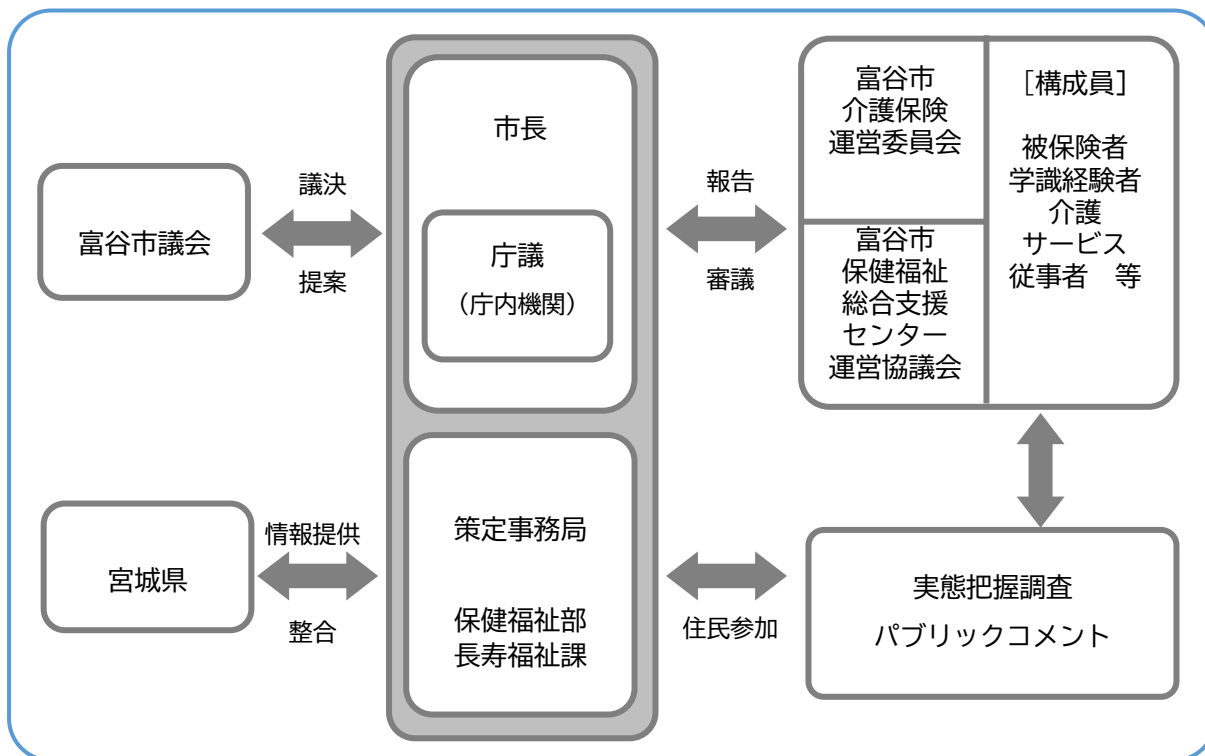 富谷市議会
議決
提案
市長
庁議
（庁内機関）
報告
審議
富谷市
介護保険
運営委員会
富谷市
保健福祉
総合支援
センター
運営協議会
［構成員］
被保険者
学識経験者
介護
サービス
従事者　等
宮城県
情報提供
整合
策定事務局
保健福祉部
長寿福祉課
住民参加
実態把握調査
パブリックコメント